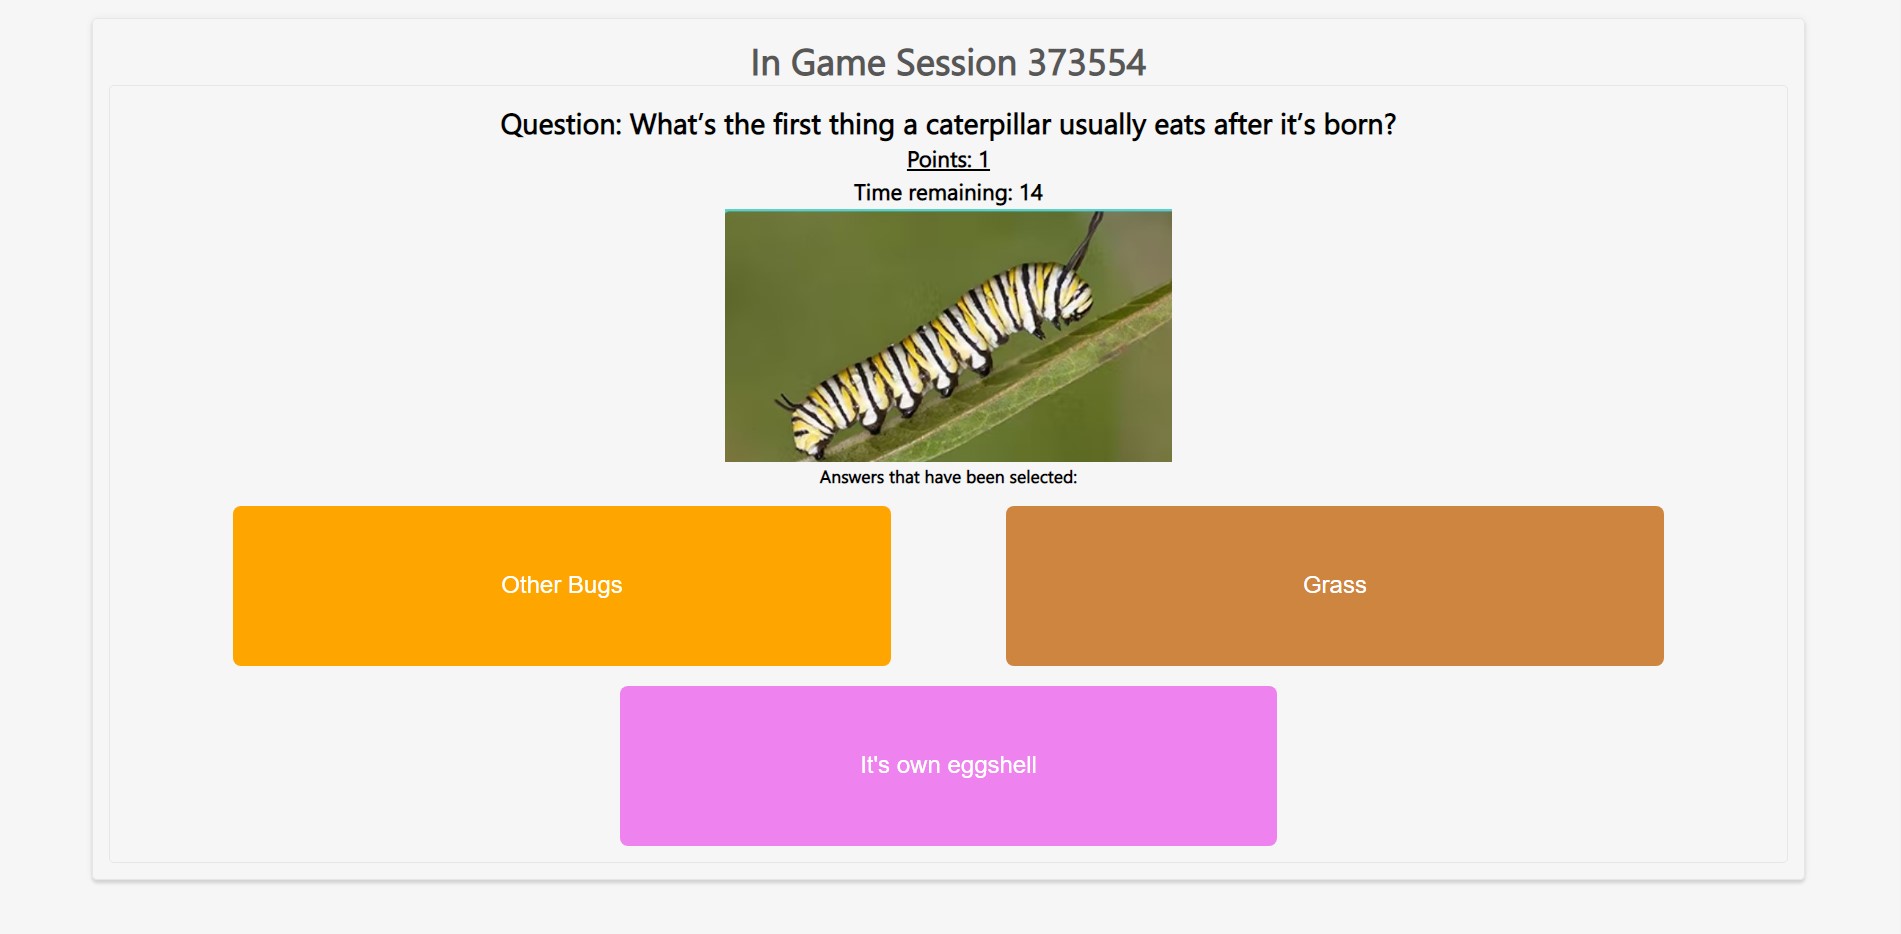 In Game Session 373554
Question: What’s the first thing a caterpillar usually eats after it’s born?
Points: 1
Time remaining: 14
Answers that have been selected:
Other Bugs
Grass
It's own eggshell